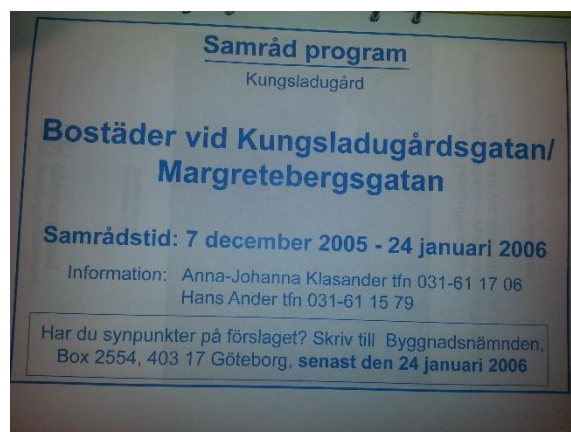 Samråd program
Kungsladugård
Bostäder vid Kungsladugårdsgatan/
Margretebergsgatan
Samrådstid: 7 december 2005 - 24 januari 2006
Information: Anna-Johanna Klasander tfn 031-61 17 06
Hans Ander tfn 031-61 15 79
Har du synpunkter på förslaget? Skriv till Byggnadsnämnden,
Box 2554, 403 17 Göteborg, senast den 24 januari 2006